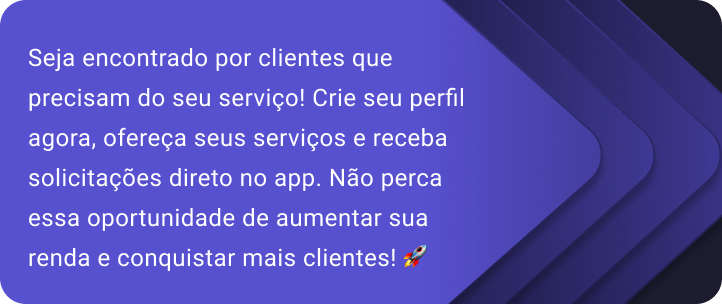 Seja encontrado por clientes que
precisam do seu serviço! Crie seu perfil
agora, ofereça seus serviços e receba
solicitações direto no app. Não perca
essa oportunidade de aumentar sua
renda e conquistar mais clientes! 🚀